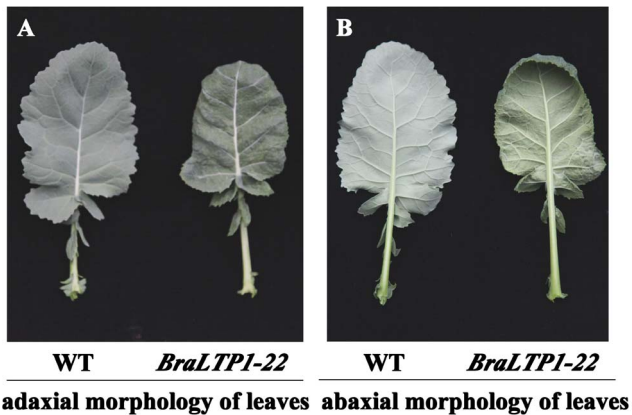 A
B
WT BraLTP1-22 WT BraLTP1-22
adaxial morphology of leaves abaxial morphology of leaves